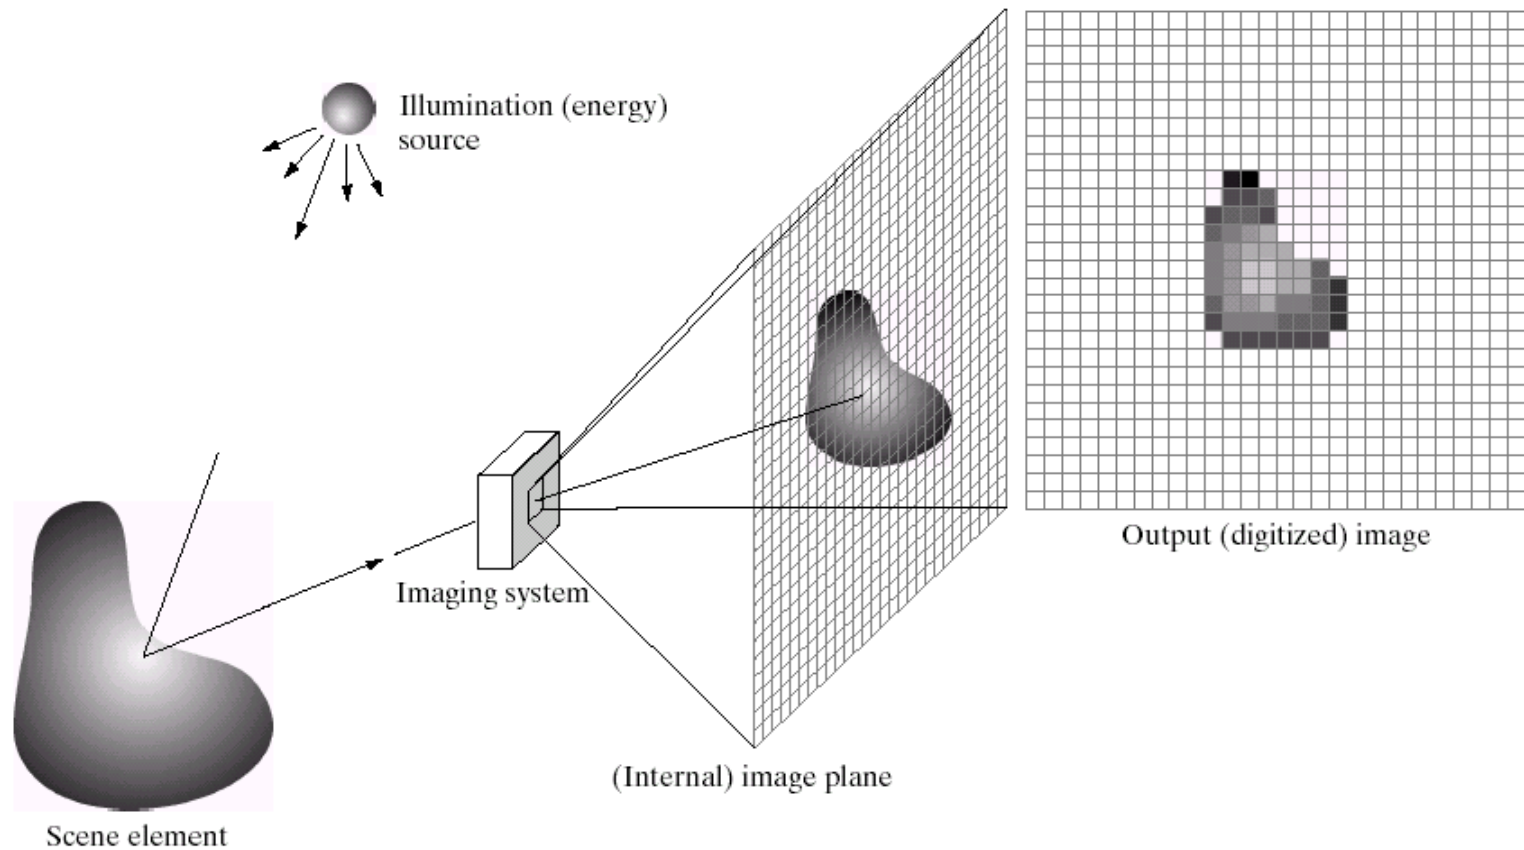 Illumination (energy)
source
Output (digitized) image
Imaging system
(Internal) image plane
Scene element